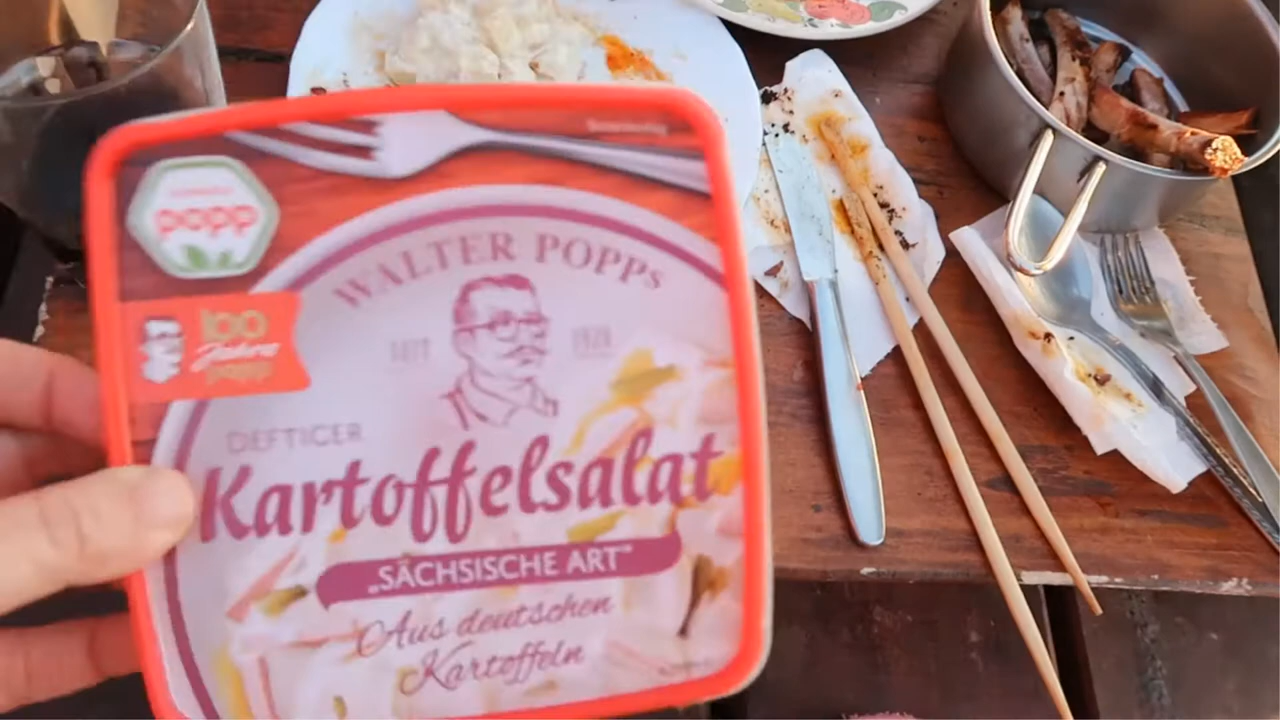 popp
WALTER POPPs
100
Jahre
popp
DEFTIGER
Kartoffelsalat
„SÄCHSISCHE ART“
Aus deutschen
Kartoffeln